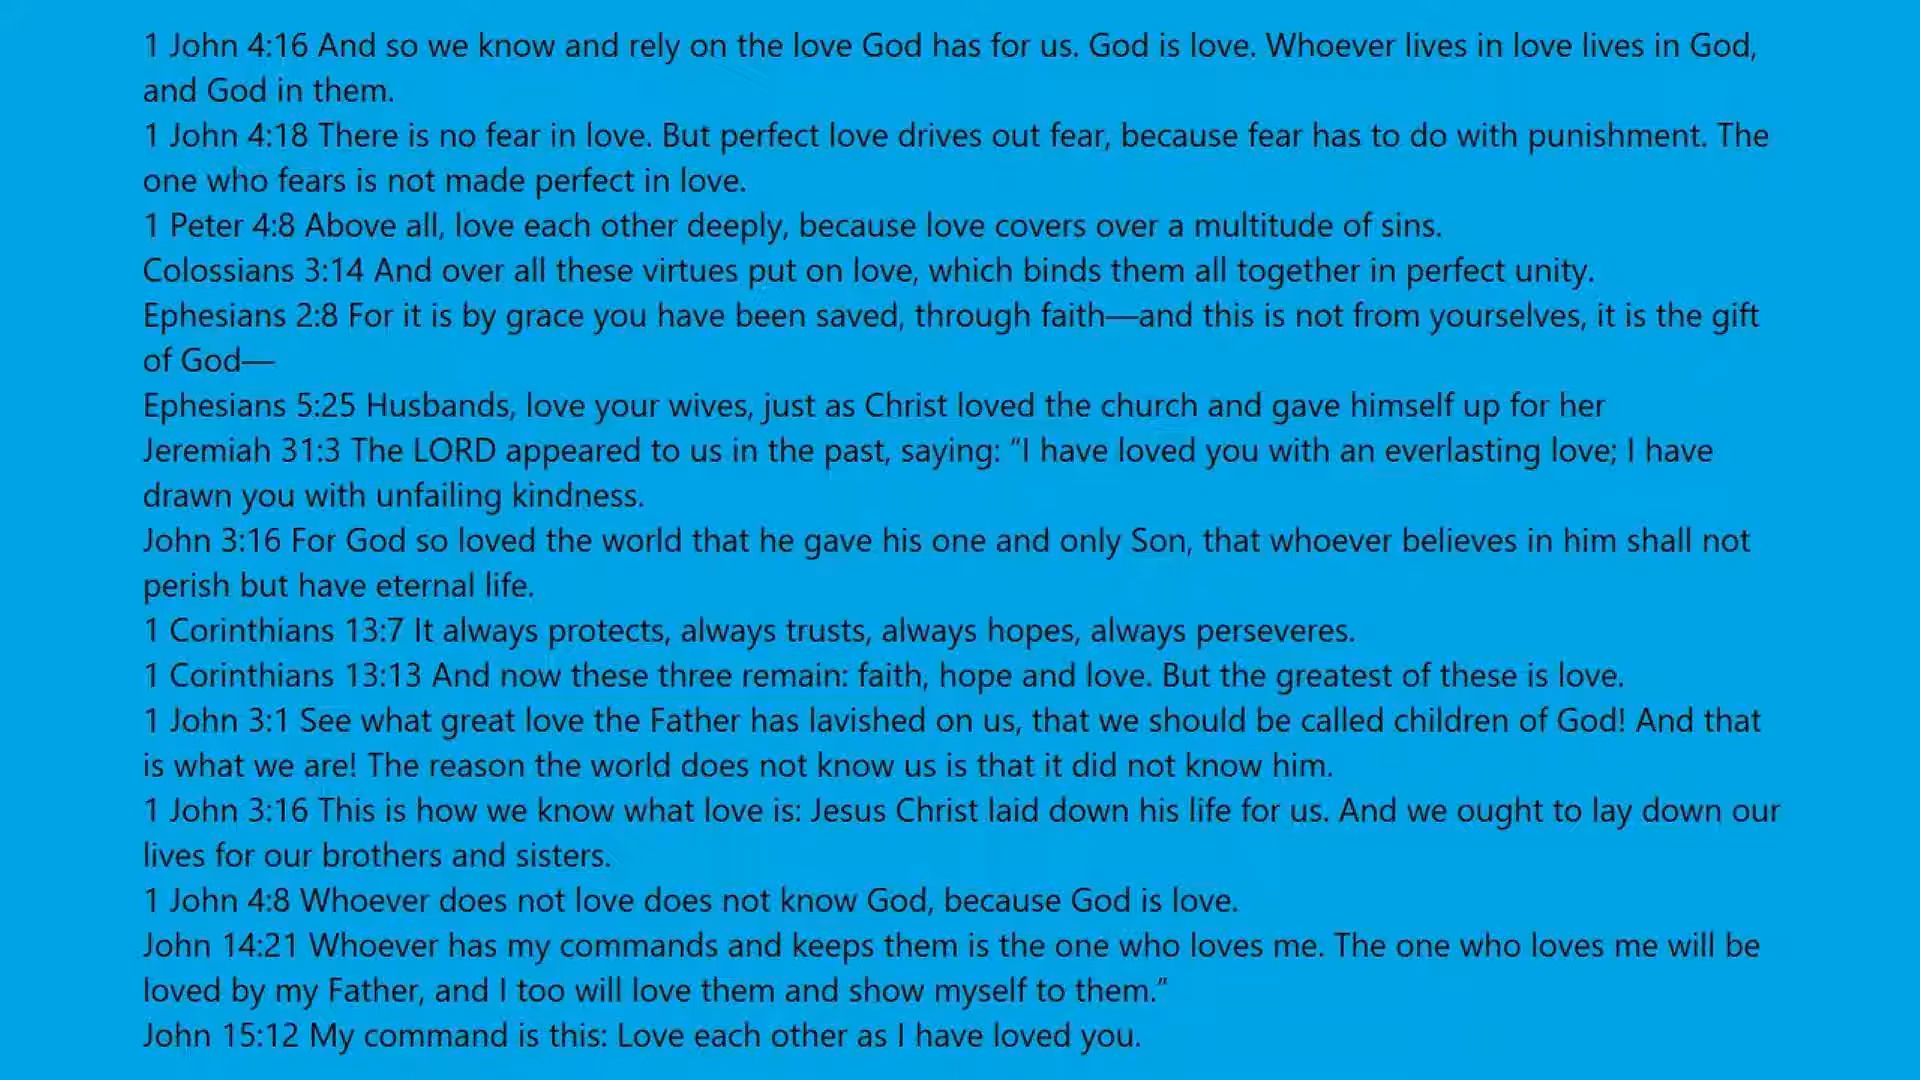 1 John 4:16 And so we know and rely on the love God has for us. God is love. Whoever lives in love lives in God,
and God in them.
1 John 4:18 There is no fear in love. But perfect love drives out fear, because fear has to do with punishment. The
one who fears is not made perfect in love.
1 Peter 4:8 Above all, love each other deeply, because love covers over a multitude of sins.
Colossians 3:14 And over all these virtues put on love, which binds them all together in perfect unity.
Ephesians 2:8 For it is by grace you have been saved, through faith—and this is not from yourselves, it is the gift
of God—
Ephesians 5:25 Husbands, love your wives, just as Christ loved the church and gave himself up for her
Jeremiah 31:3 The LORD appeared to us in the past, saying: “I have loved you with an everlasting love; I have
drawn you with unfailing kindness.
John 3:16 For God so loved the world that he gave his one and only Son, that whoever believes in him shall not
perish but have eternal life.
1 Corinthians 13:7 It always protects, always trusts, always hopes, always perseveres.
1 Corinthians 13:13 And now these three remain: faith, hope and love. But the greatest of these is love.
1 John 3:1 See what great love the Father has lavished on us, that we should be called children of God! And that
is what we are! The reason the world does not know us is that it did not know him.
1 John 3:16 This is how we know what love is: Jesus Christ laid down his life for us. And we ought to lay down our
lives for our brothers and sisters.
1 John 4:8 Whoever does not love does not know God, because God is love.
John 14:21 Whoever has my commands and keeps them is the one who loves me. The one who loves me will be
loved by my Father, and I too will love them and show myself to them.”
John 15:12 My command is this: Love each other as I have loved you.